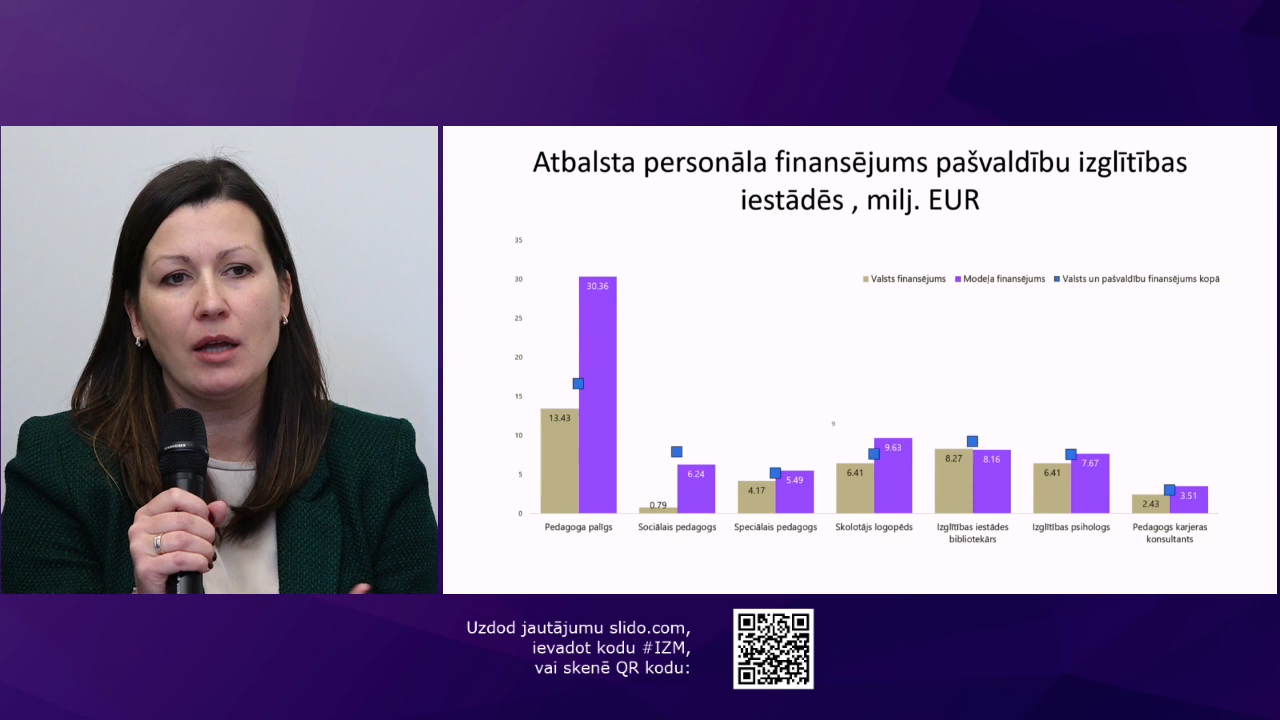 Atbalsta personāla finansējums pašvaldību izglītības
iestādēs , milj. EUR
35
30
25
20
15
10
5
0
Valsts finansējums
Modeļa finansējums
Valsts un pašvaldību finansējums kopā
13.43
30.36
0.79
6.24
4.17
5.49
9
6.41
9.63
8.27
8.16
6.41
7.67
2.43
3.51
Pedagoga palīgs
Sociālais pedagogs
Speciālais pedagogs
Skolotājs logopēds
Izglītības iestādes
bibliotekārs
Izglītības psihologs
Pedagogs karjeras
konsultants
Uzdod jautājumu slido.com,
ievadot kodu #IZM,
vai skenē QR kodu: